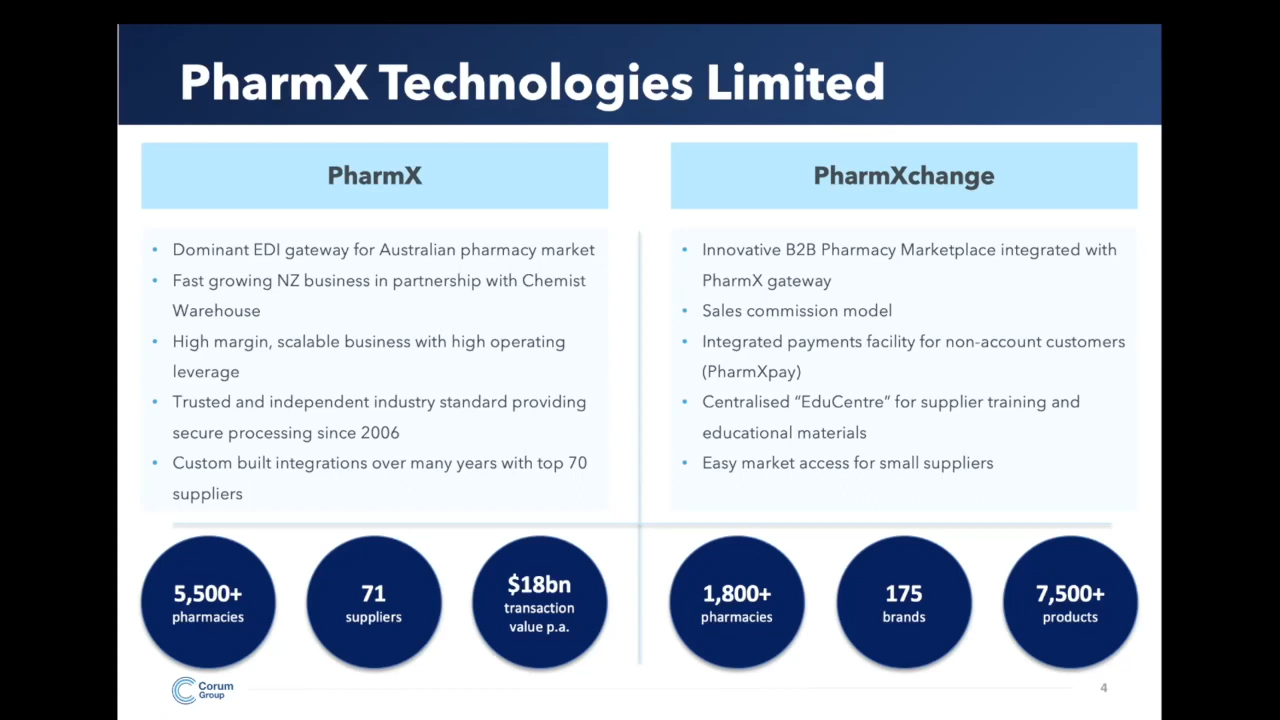 PharmX Technologies Limited
PharmX
• Dominant EDI gateway for Australian pharmacy market
• Fast growing NZ business in partnership with Chemist
Warehouse
• High margin, scalable business with high operating
leverage
• Trusted and independent industry standard providing
secure processing since 2006
• Custom built integrations over many years with top 70
suppliers
PharmXchange
• Innovative B2B Pharmacy Marketplace integrated with
PharmX gateway
• Sales commission model
• Integrated payments facility for non-account customers
(PharmXpay)
• Centralised “EduCentre” for supplier training and
educational materials
• Easy market access for small suppliers
5,500+
pharmacies
71
suppliers
$18bn
transaction
value p.a.
1,800+
pharmacies
175
brands
7,500+
products
Corum
Group
4